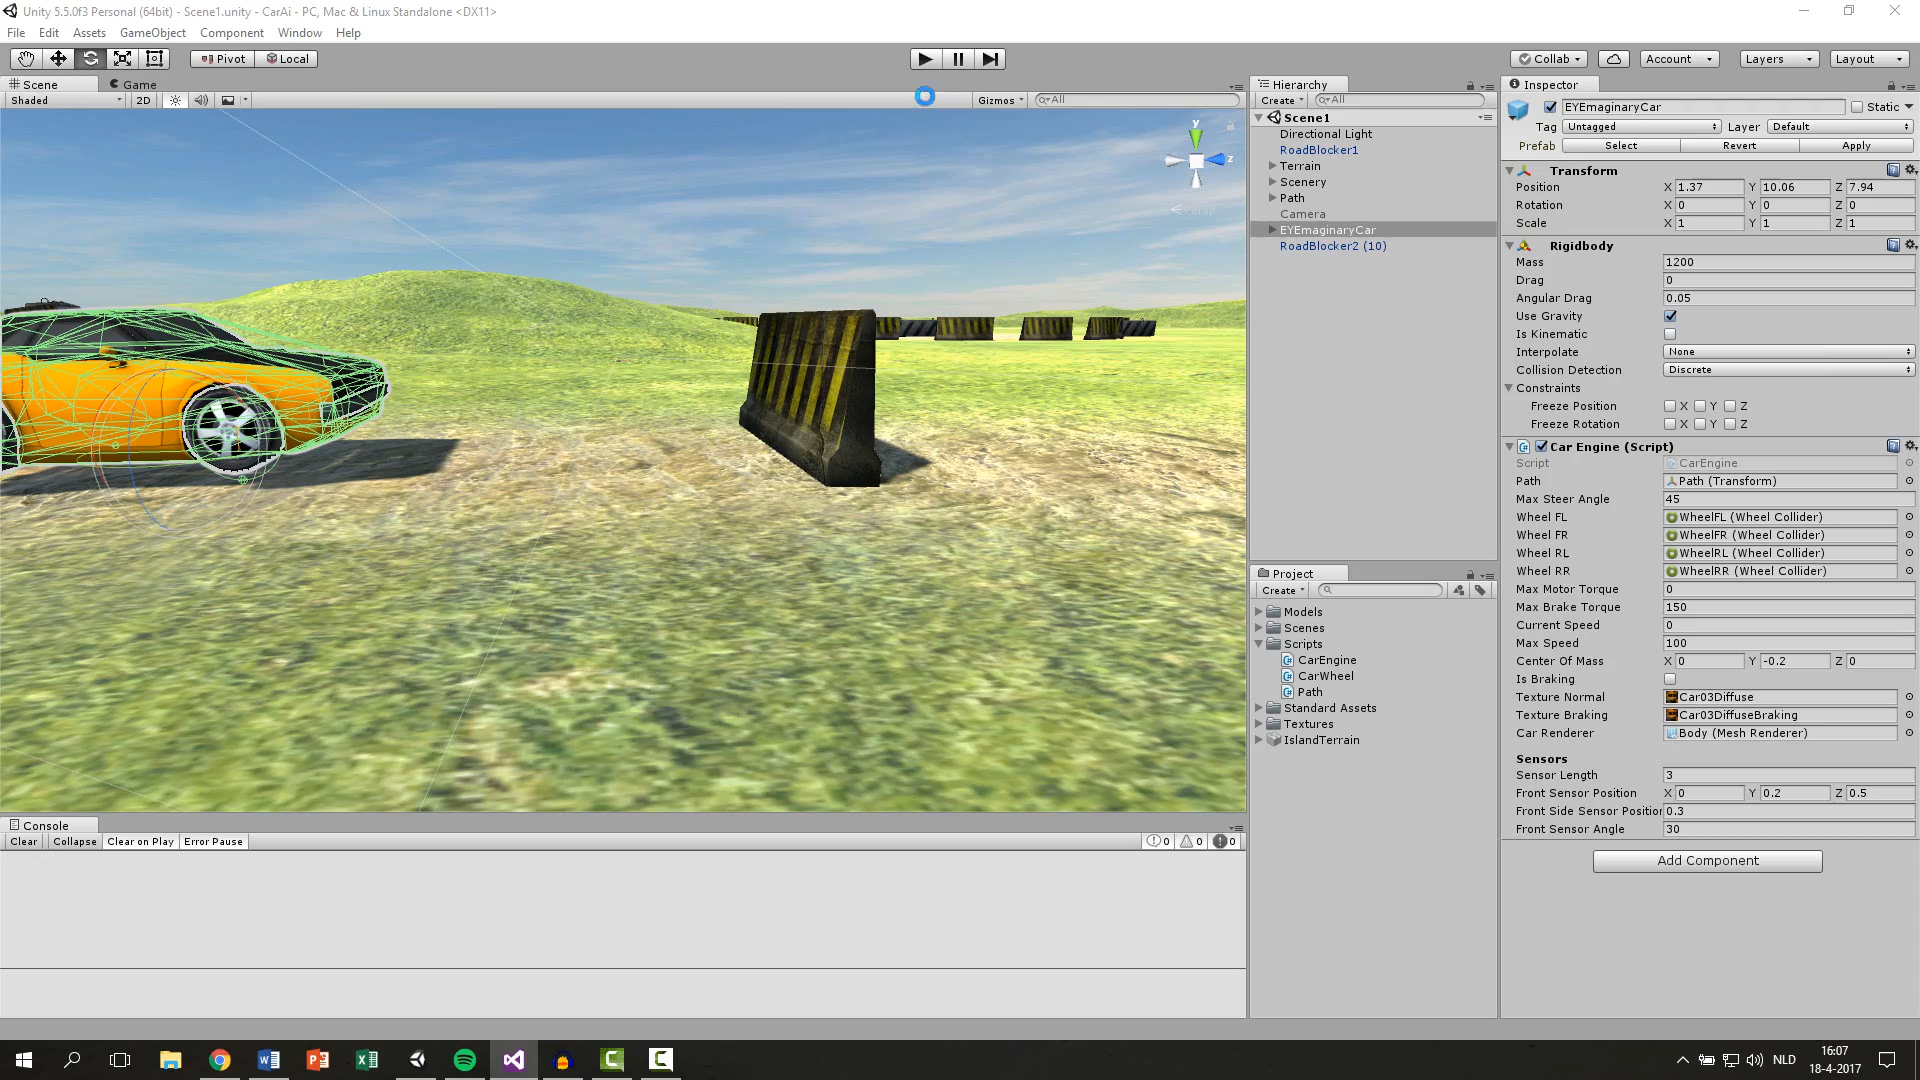 Unity 5.5.0f3 Personal (64bit) - Scene1.unity - CarAi - PC, Mac & Linux Standalone <DX11>
File Edit Assets GameObject Component Window Help
Pivot Local Collab Account Layers Layout
Scene Game
Shaded 2D Gizmos All
y
z
Persp
Hierarchy
Create All
Scene1
Directional Light
RoadBlocker1
Terrain
Scenery
Path
Camera
EYEmaginaryCar
RoadBlocker2 (10)
Project
Create
Models
Scenes
Scripts
CarEngine
CarWheel
Path
Standard Assets
Textures
IslandTerrain
Inspector
EYEmaginaryCar Static
Tag Untagged Layer Default
Prefab Select Revert Apply
Transform
Position X 1.37 Y 10.06 Z 7.94
Rotation X 0 Y 0 Z 0
Scale X 1 Y 1 Z 1
Rigidbody
Mass 1200
Drag 0
Angular Drag 0.05
Use Gravity
Is Kinematic
Interpolate None
Collision Detection Discrete
Constraints
Freeze Position X Y Z
Freeze Rotation X Y Z
Car Engine (Script)
Script CarEngine
Path Path (Transform)
Max Steer Angle 45
Wheel FL WheelFL (Wheel Collider)
Wheel FR WheelFR (Wheel Collider)
Wheel RL WheelRL (Wheel Collider)
Wheel RR WheelRR (Wheel Collider)
Max Motor Torque 0
Max Brake Torque 150
Current Speed 0
Max Speed 100
Center Of Mass X 0 Y -0.2 Z 0
Is Braking
Texture Normal Car03Diffuse
Texture Braking Car03DiffuseBraking
Car Renderer Body (Mesh Renderer)
Sensors
Sensor Length 3
Front Sensor Position X 0 Y 0.2 Z 0.5
Front Side Sensor Position 0.3
Front Sensor Angle 30
Add Component
Console
Clear Collapse Clear on Play Error Pause 0 0 0
NLD
16:07
18-4-2017